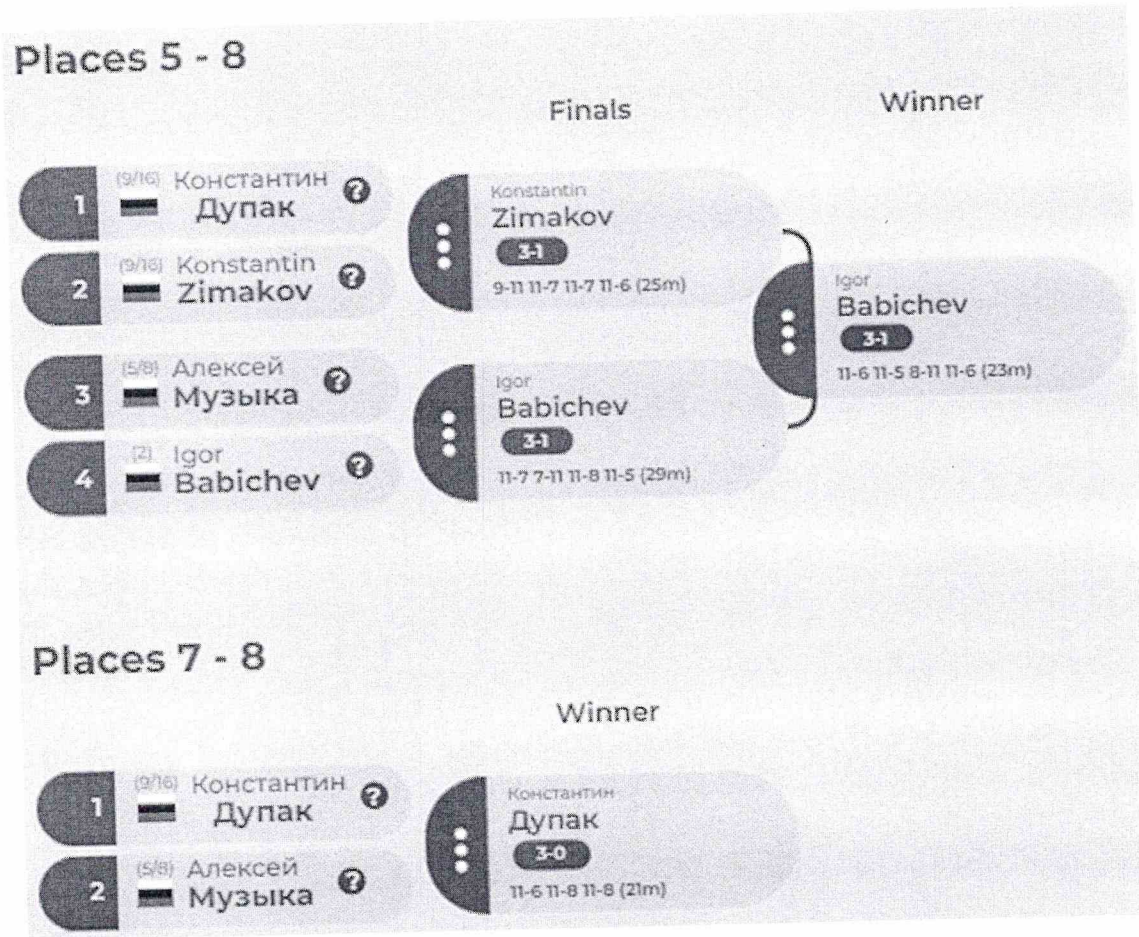 Places 5 - 8
Finals
Winner
1
(9/16) Константин
Дупак
?
2
(9/16) Konstantin
Zimakov
?
3
(5/8) Алексей
Музыка
?
4
(2) Igor
Babichev
?
Konstantin
Zimakov
3-1
9-11 11-7 11-7 11-6 (25m)
Igor
Babichev
3-1
11-7 7-11 11-8 11-5 (29m)
Igor
Babichev
3-1
11-6 11-5 8-11 11-6 (23m)
Places 7 - 8
Winner
1
(9/16) Константин
Дупак
?
2
(5/8) Алексей
Музыка
?
Константин
Дупак
3-0
11-6 11-8 11-8 (21m)